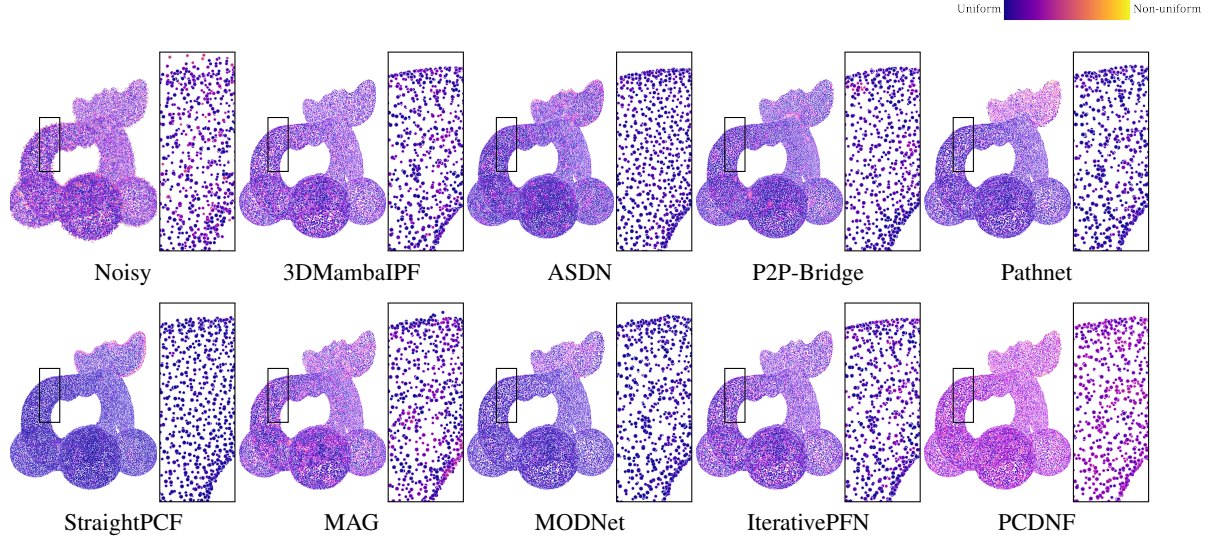 Uniform Non-uniform
Noisy 3DMambaIPF ASDN P2P-Bridge Pathnet
StraightPCF MAG MODNet IterativePFN PCDNF